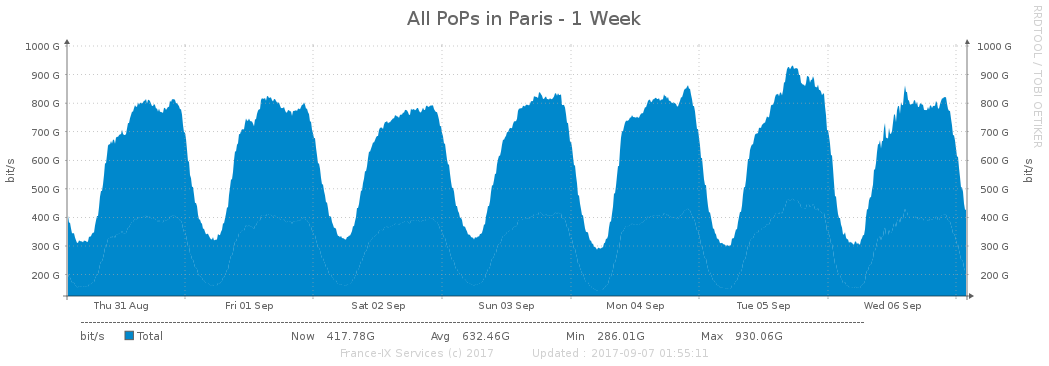 All PoPs in Paris - 1 Week
RRDTOOL / TOBI OETIKER
bit/s
bit/s
1000 G 1000 G
900 G 900 G
800 G 800 G
700 G 700 G
600 G 600 G
500 G 500 G
400 G 400 G
300 G 300 G
200 G 200 G
Thu 31 Aug Fri 01 Sep Sat 02 Sep Sun 03 Sep Mon 04 Sep Tue 05 Sep Wed 06 Sep
bit/s Total Now 417.78G Avg 632.46G Min 286.01G Max 930.06G
France-IX Services (c) 2017 Updated : 2017-09-07 01:55:11